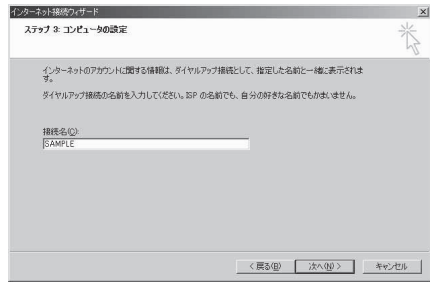 インターネット接続ウィザード
ステップ 3: コンピュータの設定
インターネットのアカウントに関する情報は、ダイヤルアップ接続として、指定した名前と一緒に表示されま
す。
ダイヤルアップ接続の名前を入力してください。ISP の名前でも、自分の好きな名前でもかまいません。
接続名(C):
SAMPLE
< 戻る(B)
次へ(N) >
キャンセル